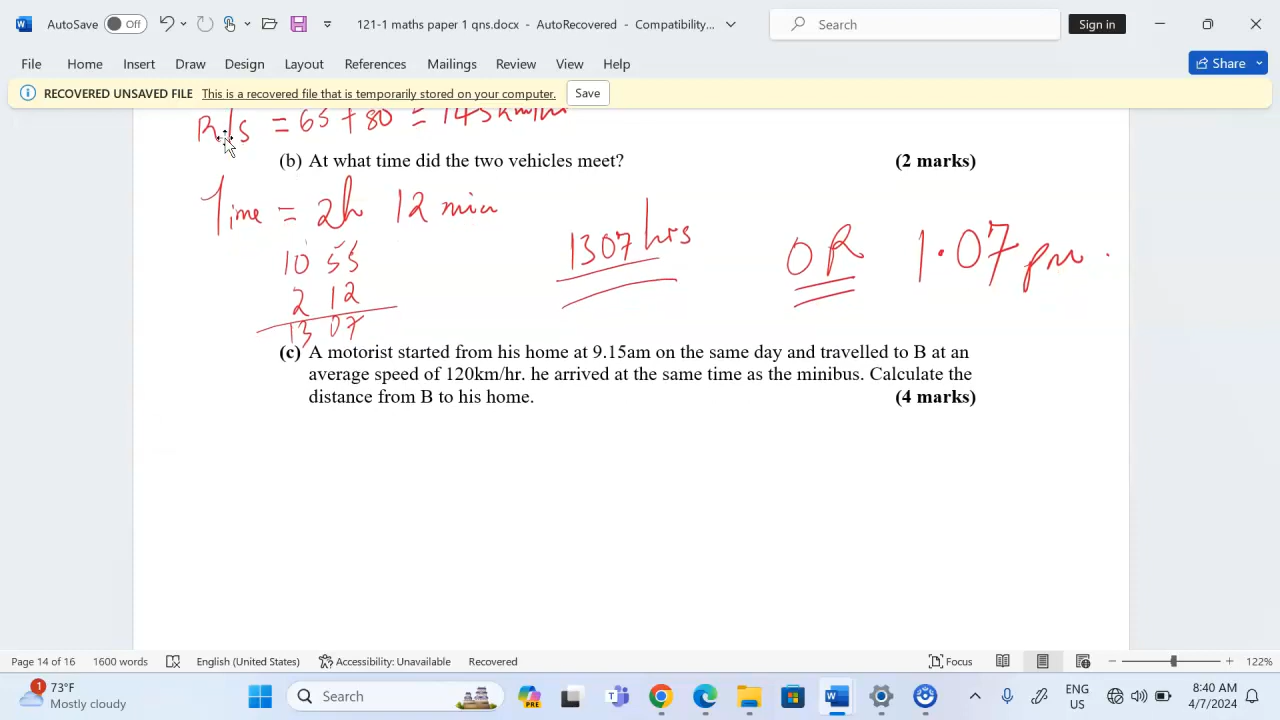 AutoSave Off 121-1 maths paper 1 qns.docx - AutoRecovered - Compatibility... Search Sign in
File Home Insert Draw Design Layout References Mailings Review View Help Share
RECOVERED UNSAVED FILE This is a recovered file that is temporarily stored on your computer. Save
R/S = 65 + 80 = 145km/hr
(b) At what time did the two vehicles meet? (2 marks)
Time = 2h 12 min
1307 hrs OR 1.07 pm.
10 55
2 12
13 07
(c) A motorist started from his home at 9.15am on the same day and travelled to B at an
average speed of 120km/hr. he arrived at the same time as the minibus. Calculate the
distance from B to his home. (4 marks)
Page 14 of 16 1600 words English (United States) Accessibility: Unavailable Recovered Focus 122%
73°F
Mostly cloudy
1 Search PRE ENG
US
8:40 AM
4/7/2024